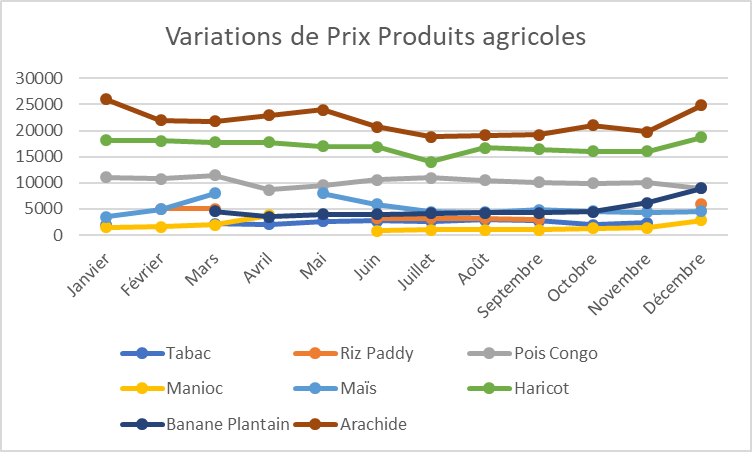 Variations de Prix Produits agricoles
30000
25000
20000
15000
10000
5000
0
Janvier
Février
Mars
Avril
Mai
Juin
Juillet
Août
Septembre
Octobre
Novembre
Décembre
Tabac
Riz Paddy
Pois Congo
Manioc
Maïs
Haricot
Banane Plantain
Arachide